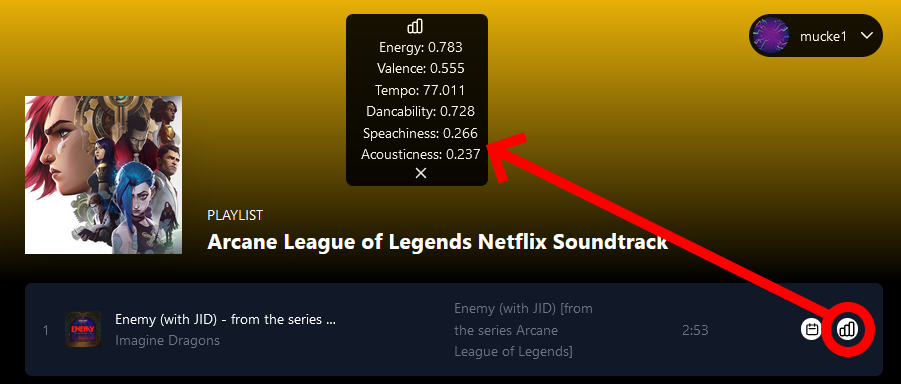 Energy: 0.783
Valence: 0.555
Tempo: 77.011
Dancability: 0.728
Speachiness: 0.266
Acousticness: 0.237
mucke1
PLAYLIST
Arcane League of Legends Netflix Soundtrack
1
ENEMY
Enemy (with JID) - from the series ...
Imagine Dragons
Enemy (with JID) [from
the series Arcane
League of Legends]
2:53